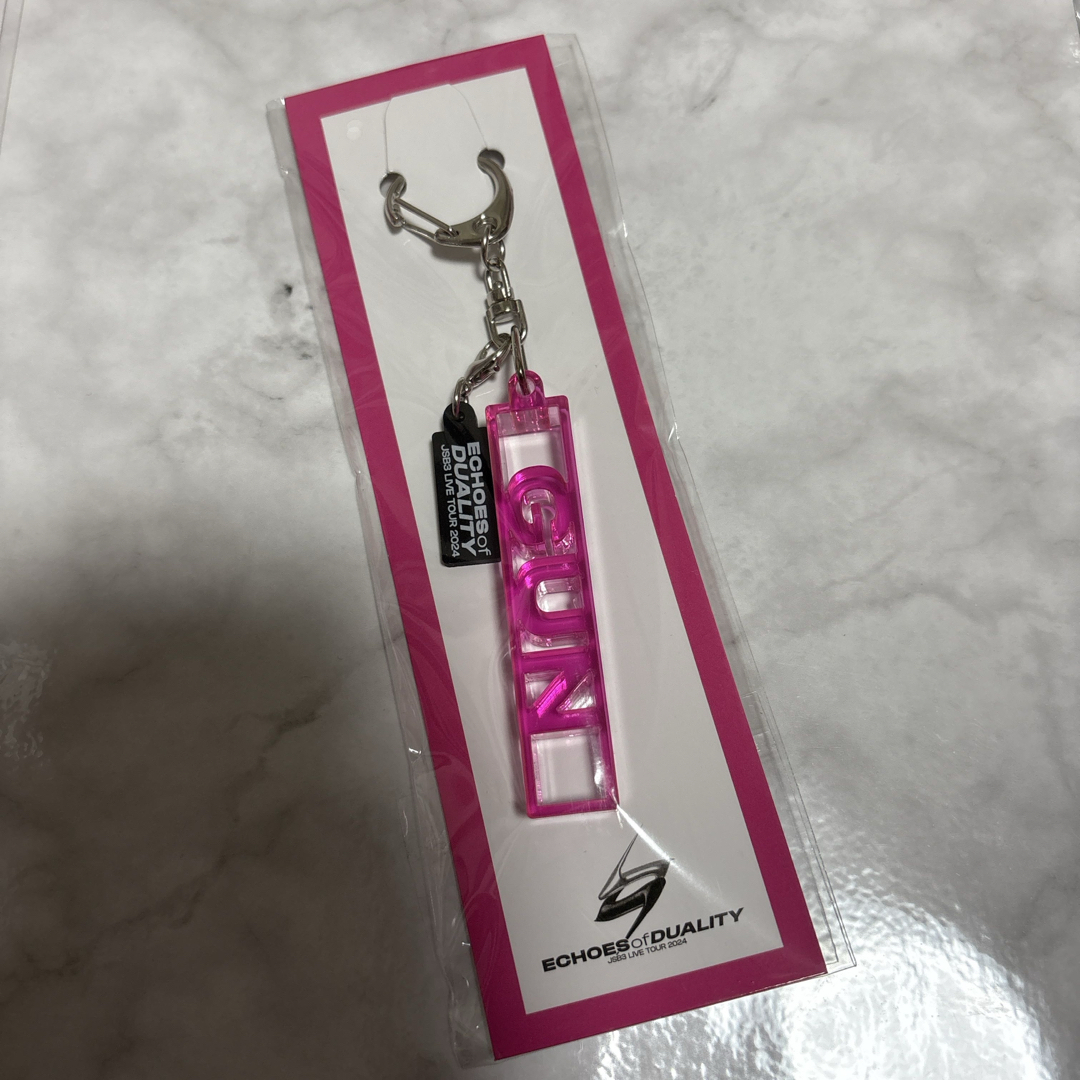 ECHOES of
DUALITY
JSB3 LIVE TOUR 2024
GUN
ECHOES of DUALITY
JSB3 LIVE TOUR 2024